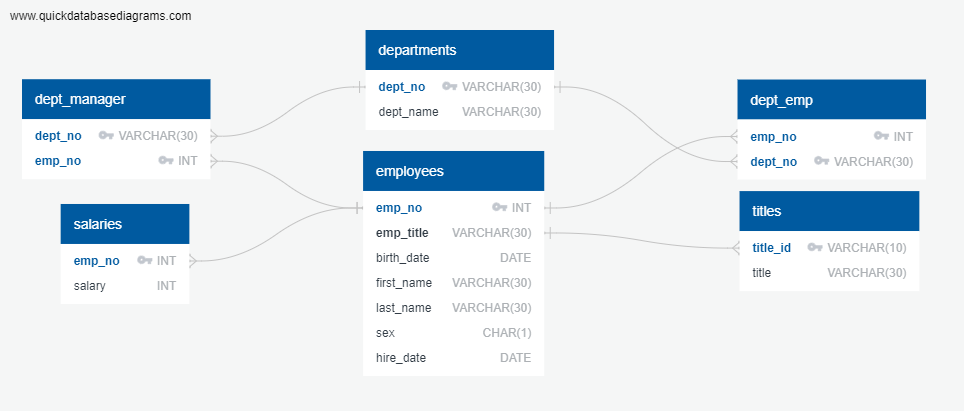 www.quickdatabasediagrams.com
departments
dept_no VARCHAR(30)
dept_name VARCHAR(30)
dept_manager
dept_no VARCHAR(30)
emp_no INT
dept_emp
emp_no INT
dept_no VARCHAR(30)
employees
emp_no INT
emp_title VARCHAR(30)
birth_date DATE
first_name VARCHAR(30)
last_name VARCHAR(30)
sex CHAR(1)
hire_date DATE
salaries
emp_no INT
salary INT
titles
title_id VARCHAR(10)
title VARCHAR(30)